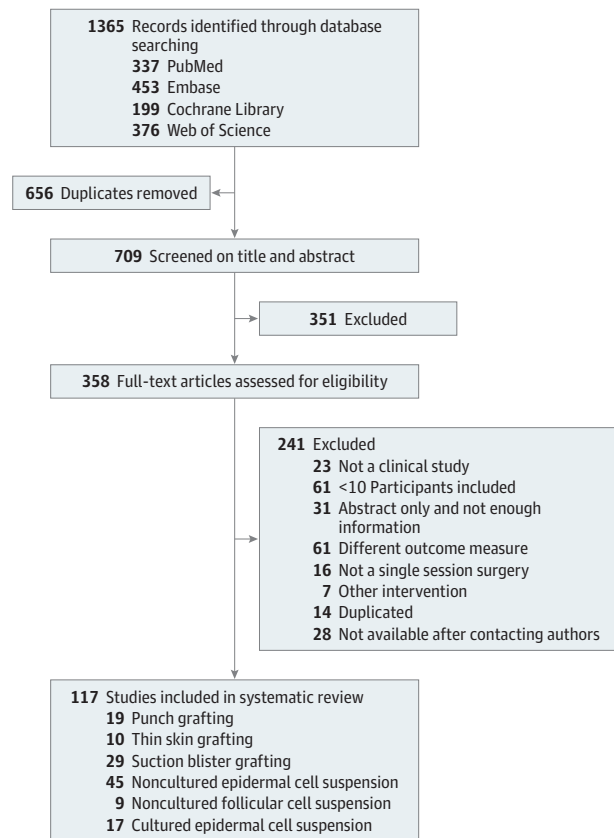 1365 Records identified through database
searching
337 PubMed
453 Embase
199 Cochrane Library
376 Web of Science
656 Duplicates removed
709 Screened on title and abstract
351 Excluded
358 Full-text articles assessed for eligibility
241 Excluded
23 Not a clinical study
61 <10 Participants included
31 Abstract only and not enough
information
61 Different outcome measure
16 Not a single session surgery
7 Other intervention
14 Duplicated
28 Not available after contacting authors
117 Studies included in systematic review
19 Punch grafting
10 Thin skin grafting
29 Suction blister grafting
45 Noncultured epidermal cell suspension
9 Noncultured follicular cell suspension
17 Cultured epidermal cell suspension